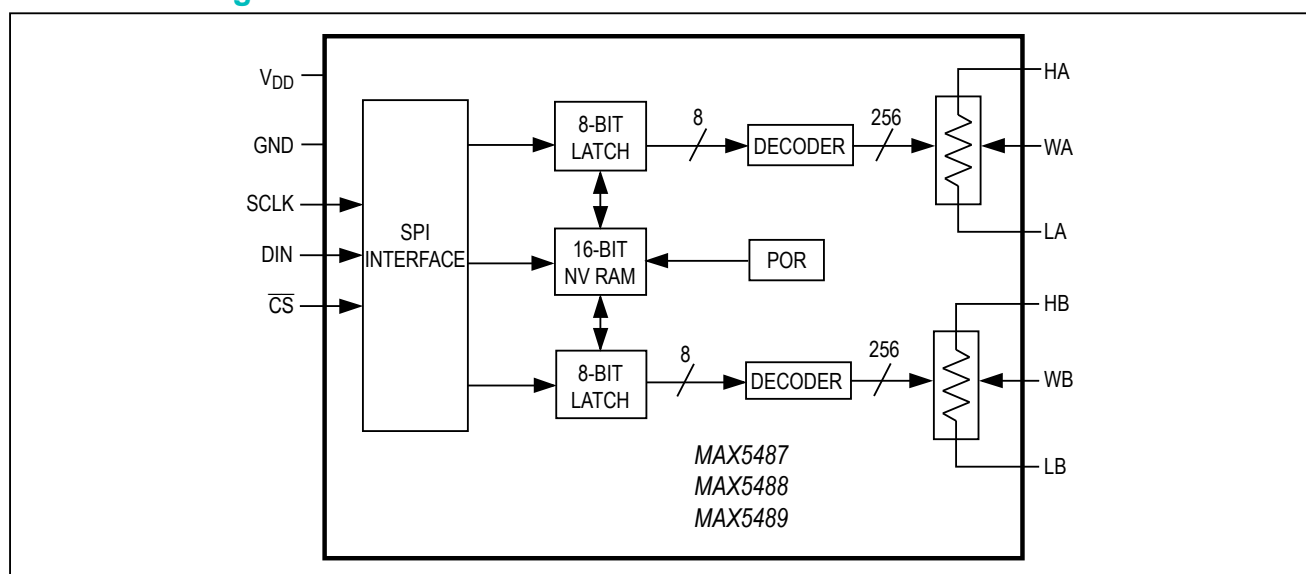 V_DD
GND
SCLK
DIN
C̅S̅
SPI
INTERFACE
8-BIT
LATCH
8
DECODER
256
HA
WA
LA
16-BIT
NV RAM
POR
8-BIT
LATCH
8
DECODER
256
HB
WB
LB
MAX5487
MAX5488
MAX5489